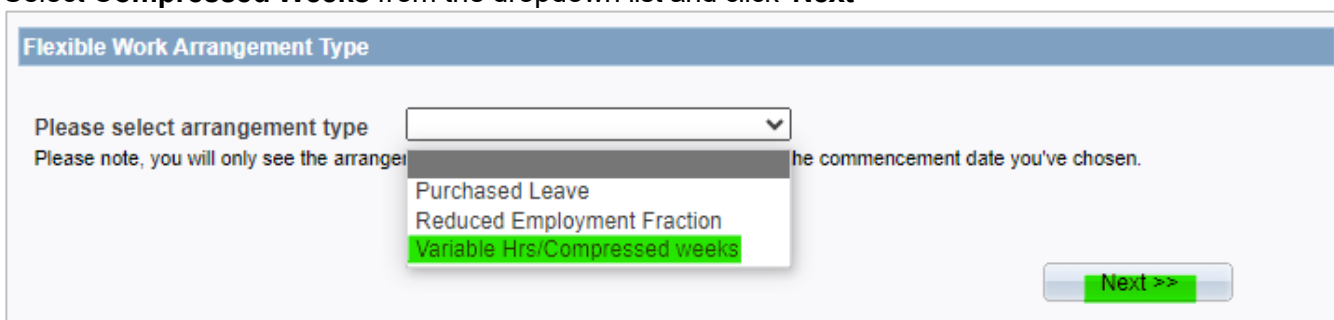 Select Compressed Weeks from the dropdown list and click 'Next'
Flexible Work Arrangement Type
Please select arrangement type
Please note, you will only see the arranger he commencement date you've chosen.
Purchased Leave
Reduced Employment Fraction
Variable Hrs/Compressed weeks
Next >>